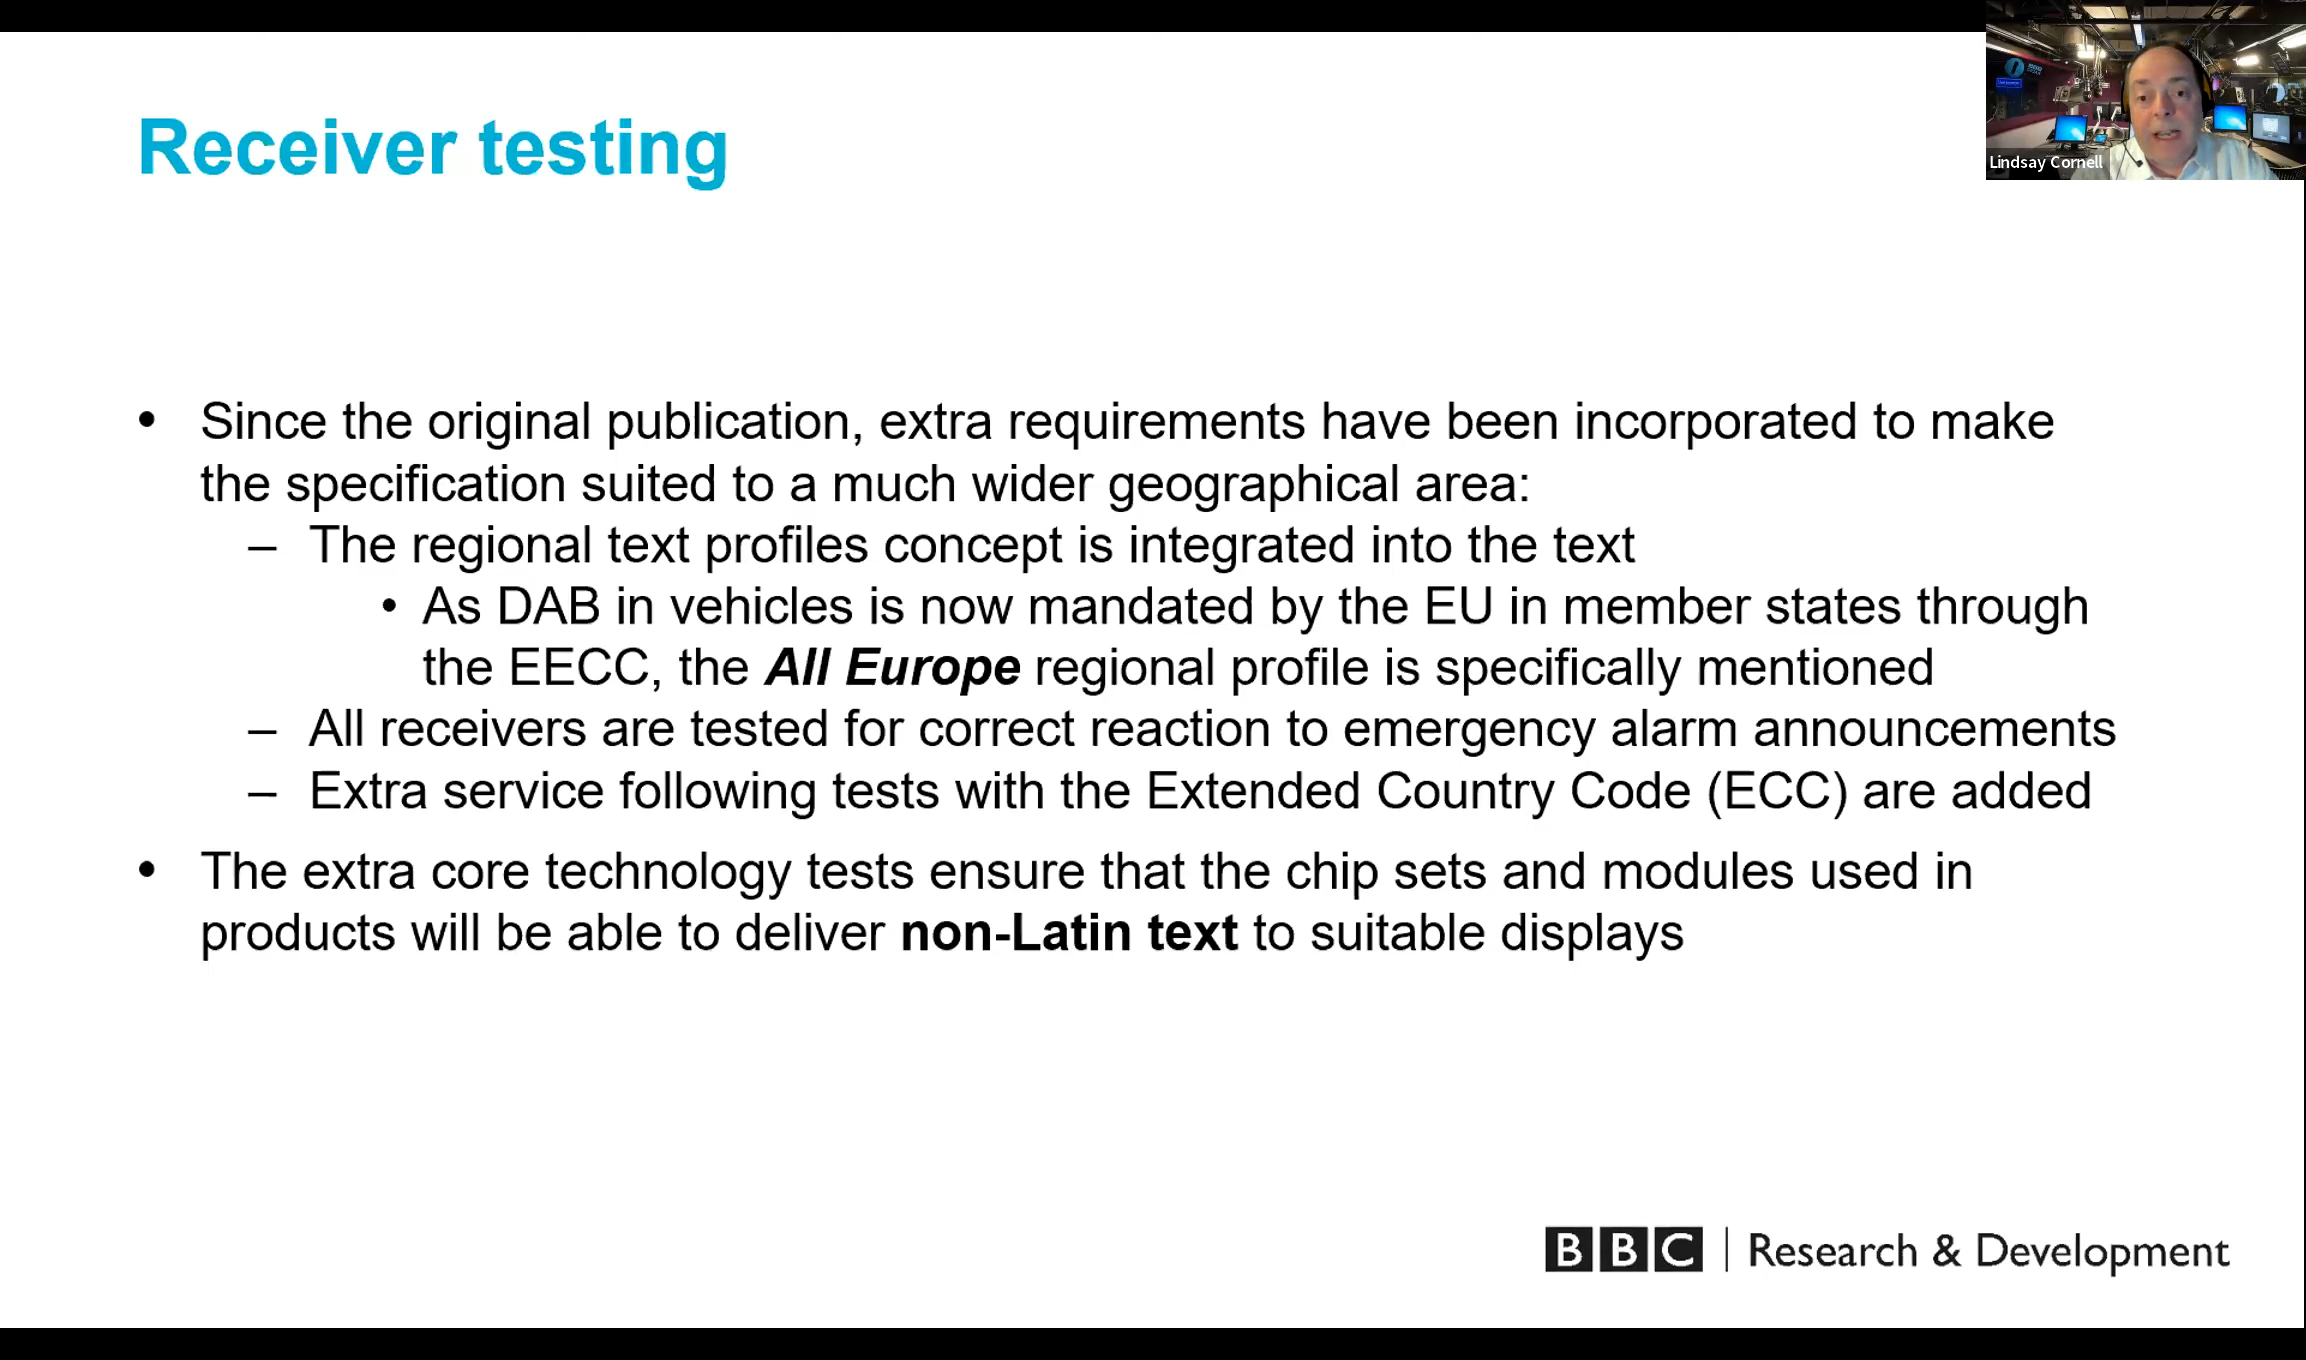 Lindsay Cornell
Receiver testing
• Since the original publication, extra requirements have been incorporated to make
the specification suited to a much wider geographical area:
– The regional text profiles concept is integrated into the text
• As DAB in vehicles is now mandated by the EU in member states through
the EECC, the All Europe regional profile is specifically mentioned
– All receivers are tested for correct reaction to emergency alarm announcements
– Extra service following tests with the Extended Country Code (ECC) are added
• The extra core technology tests ensure that the chip sets and modules used in
products will be able to deliver non-Latin text to suitable displays
BBC | Research & Development